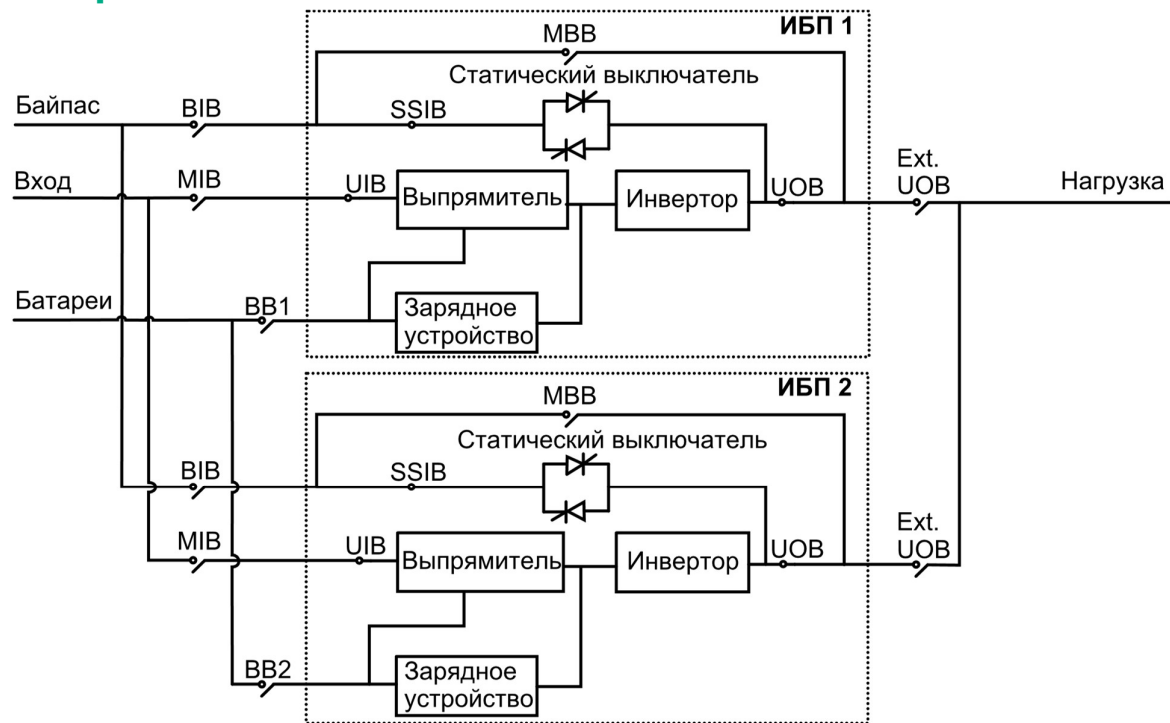 ИБП 1
MBB
Статический выключатель
Байпас
BIB
SSIB
Вход
MIB
UIB
Выпрямитель
Инвертор
UOB
Ext.
UOB
Нагрузка
Батареи
BB1
Зарядное
устройство
ИБП 2
MBB
Статический выключатель
BIB
SSIB
MIB
UIB
Выпрямитель
Инвертор
UOB
Ext.
UOB
BB2
Зарядное
устройство